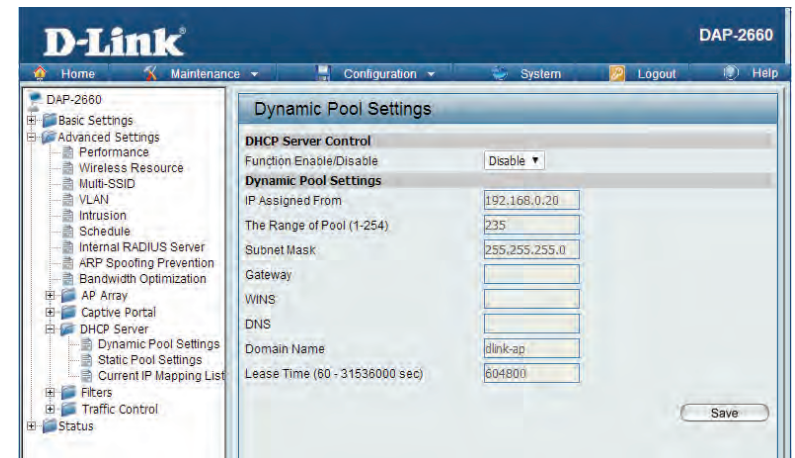 D-Link
DAP-2660
Home Maintenance Configuration System Logout Help
DAP-2660
Basic Settings
Advanced Settings
Performance
Wireless Resource
Multi-SSID
VLAN
Intrusion
Schedule
Internal RADIUS Server
ARP Spoofing Prevention
Bandwidth Optimization
AP Array
Captive Portal
DHCP Server
Dynamic Pool Settings
Static Pool Settings
Current IP Mapping List
Filters
Traffic Control
Status
Dynamic Pool Settings
DHCP Server Control
Function Enable/Disable Disable
Dynamic Pool Settings
IP Assigned From 192.168.0.20
The Range of Pool (1-254) 235
Subnet Mask 255.255.255.0
Gateway
WINS
DNS
Domain Name dlink-ap
Lease Time (60 - 31536000 sec) 604800
Save